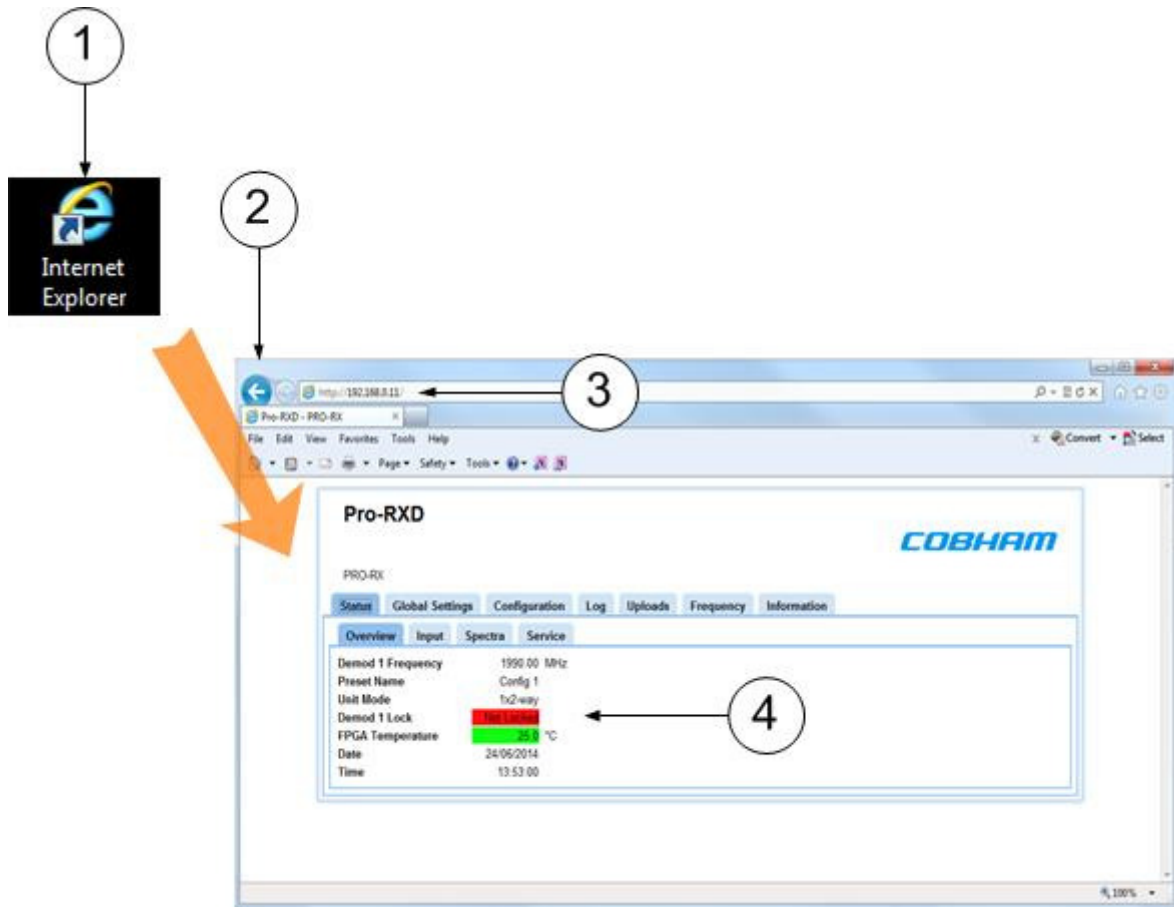 1
Internet
Explorer
2
3
http://192.168.0.11/
Pro-RXD - PRO-RX
File Edit View Favorites Tools Help
Convert Select
Page Safety Tools
Pro-RXD
COBHAM
PRO-RX
Status Global Settings Configuration Log Uploads Frequency Information
Overview Input Spectra Service
Demod 1 Frequency 1990.00 MHz
Preset Name Config 1
Unit Mode 1x2-way
Demod 1 Lock Not Locked
FPGA Temperature 25.0 °C
Date 24/06/2014
Time 13:53:00
4
100%